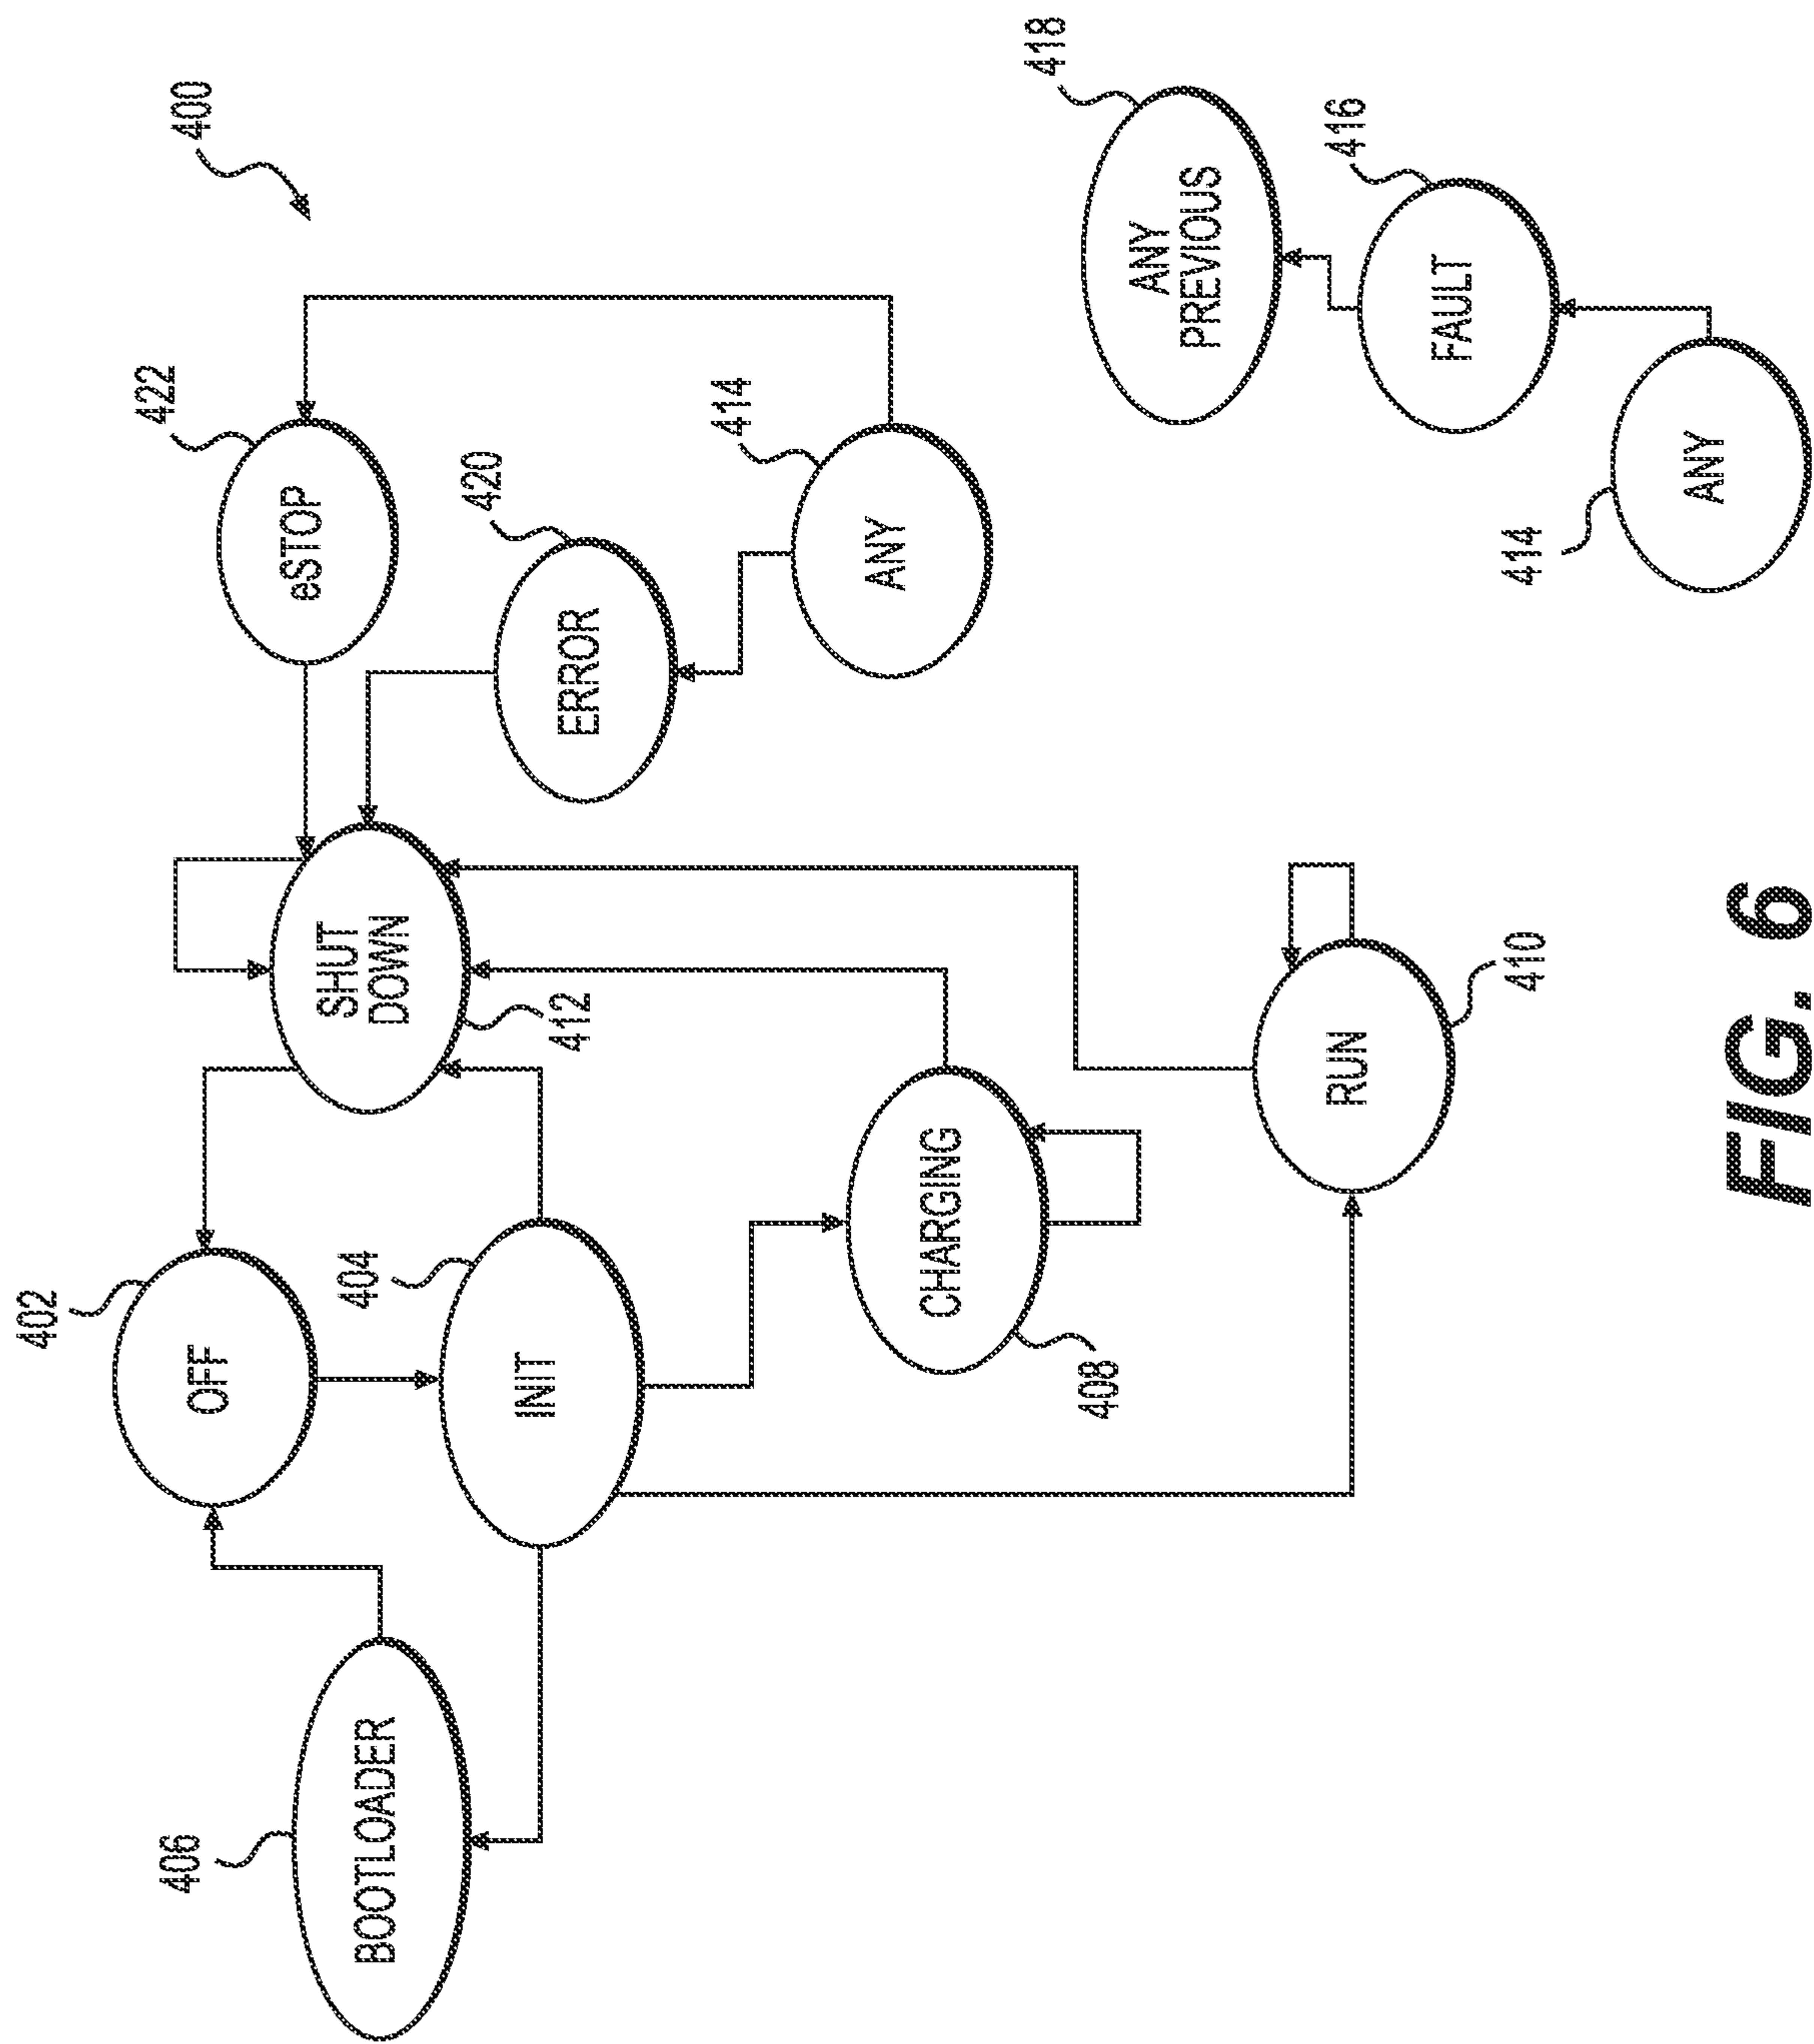 400
402
OFF
422
eSTOP
406
BOOTLOADER
404
INIT
SHUT
DOWN
412
420
ERROR
414
ANY
CHARGING
408
418
ANY
PREVIOUS
RUN
410
416
FAULT
414
ANY
FIG. 6